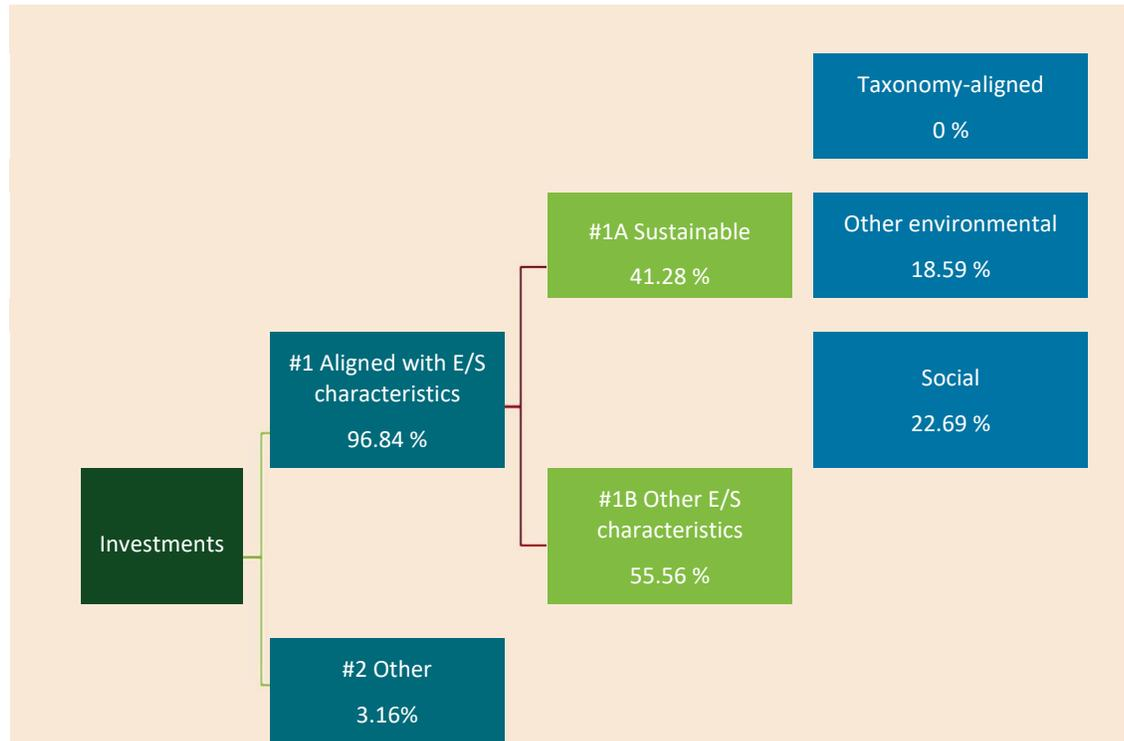 Taxonomy-aligned
0 %
#1A Sustainable
41.28 %
Other environmental
18.59 %
#1 Aligned with E/S
characteristics
96.84 %
Social
22.69 %
Investments
#1B Other E/S
characteristics
55.56 %
#2 Other
3.16%